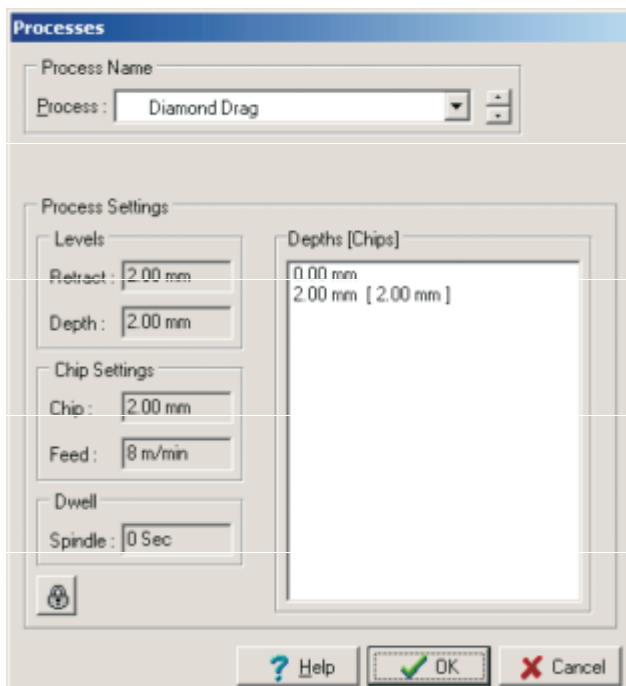 Processes
Process Name
Process : Diamond Drag
Process Settings
Levels
Retract : 2.00 mm
Depth : 2.00 mm
Chip Settings
Chip : 2.00 mm
Feed : 8 m/min
Dwell
Spindle : 0 Sec
Depths [Chips]
0.00 mm
2.00 mm [ 2.00 mm ]
? Help
OK
Cancel